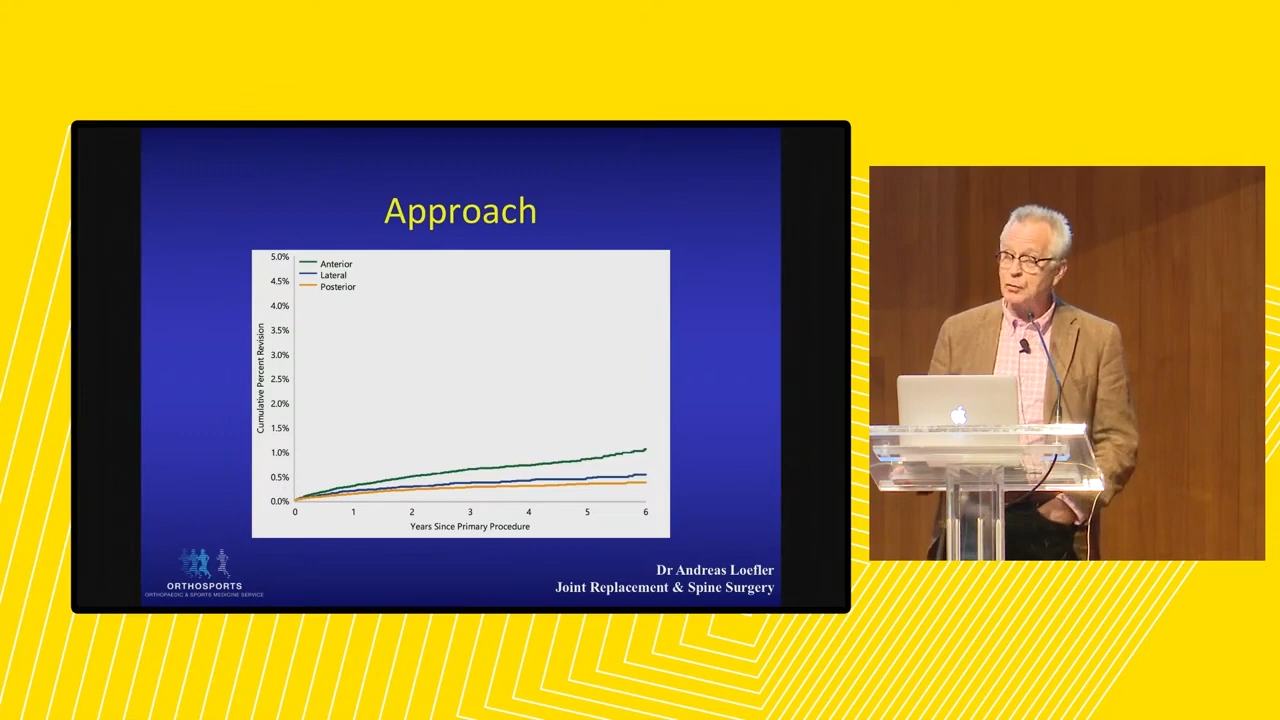 Approach
5.0%
4.5%
4.0%
3.5%
3.0%
2.5%
2.0%
1.5%
1.0%
0.5%
0.0%
Cumulative Percent Revision
Anterior
Lateral
Posterior
0 1 2 3 4 5 6
Years Since Primary Procedure
ORTHOSPORTS
ORTHOPAEDIC & SPORTS MEDICINE SERVICE
Dr Andreas Loefler
Joint Replacement & Spine Surgery